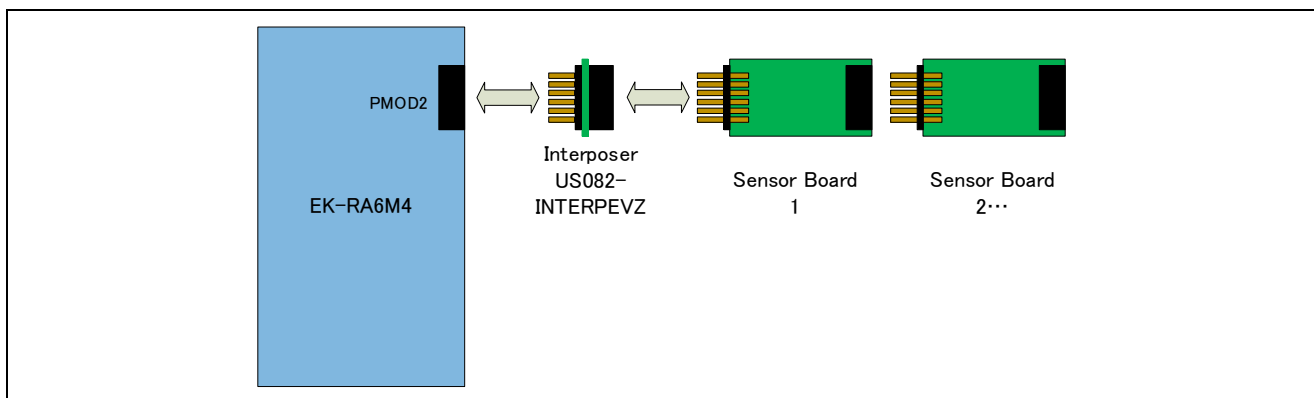 PMOD2
EK-RA6M4
Interposer
US082-
INTERPEVZ
Sensor Board
1
Sensor Board
2…